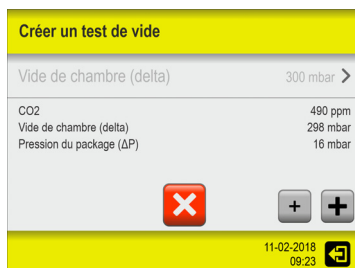 Créer un test de vide
Vide de chambre (delta) 300 mbar
CO2 490 ppm
Vide de chambre (delta) 298 mbar
Pression du package (ΔP) 16 mbar
11-02-2018
09:23